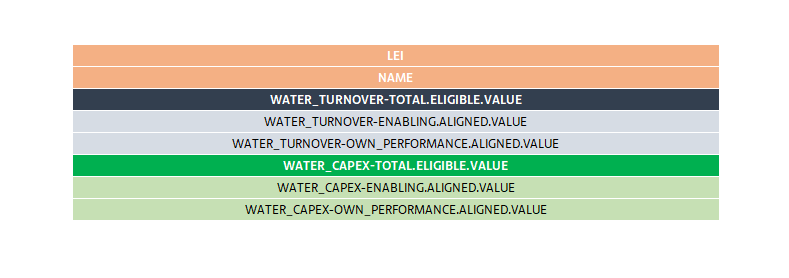 LEI
NAME
WATER_TURNOVER-TOTAL.ELIGIBLE.VALUE
WATER_TURNOVER-ENABLING.ALIGNED.VALUE
WATER_TURNOVER-OWN_PERFORMANCE.ALIGNED.VALUE
WATER_CAPEX-TOTAL.ELIGIBLE.VALUE
WATER_CAPEX-ENABLING.ALIGNED.VALUE
WATER_CAPEX-OWN_PERFORMANCE.ALIGNED.VALUE